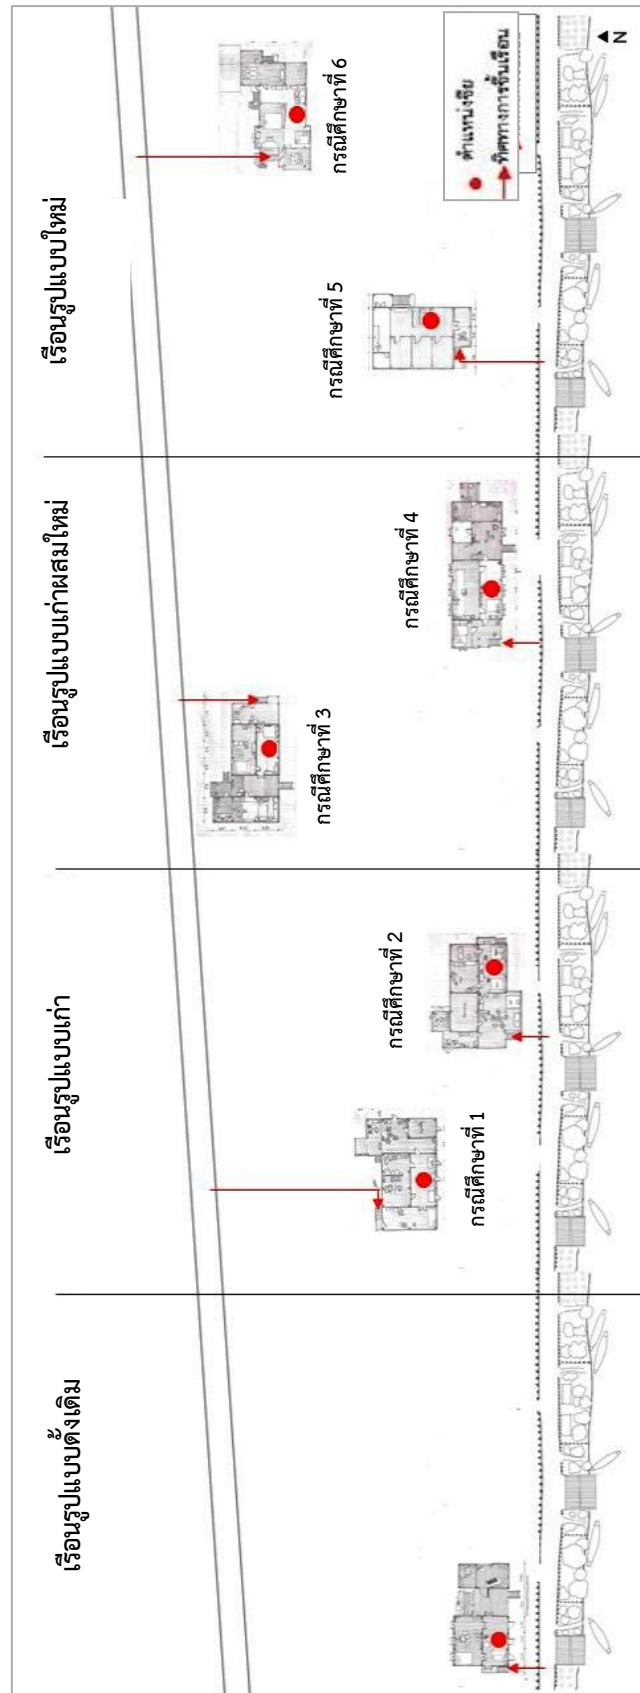 เรือนรูปแบบดั้งเดิม
เรือนรูปแบบเก่า
เรือนรูปแบบเก่าผสมใหม่
เรือนรูปแบบใหม่
กรณีศึกษาที่ 1
กรณีศึกษาที่ 2
กรณีศึกษาที่ 3
กรณีศึกษาที่ 4
กรณีศึกษาที่ 5
กรณีศึกษาที่ 6
ตำแหน่งขื่อ
ทิศทางการขึ้นเรือน
N